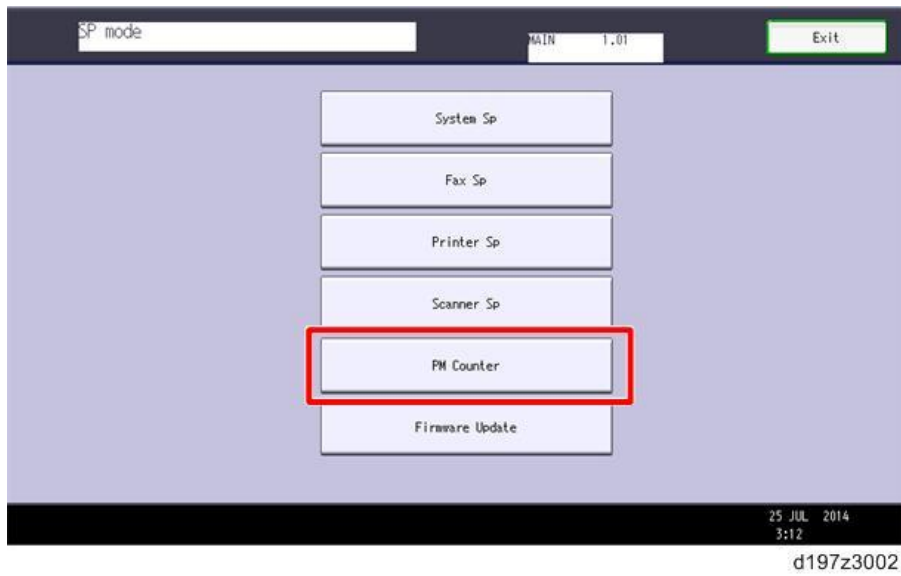 SP mode
MAIN 1.01
Exit
System Sp
Fax Sp
Printer Sp
Scanner Sp
PM Counter
Firmware Update
25 JUL 2014
3:12
d197z3002